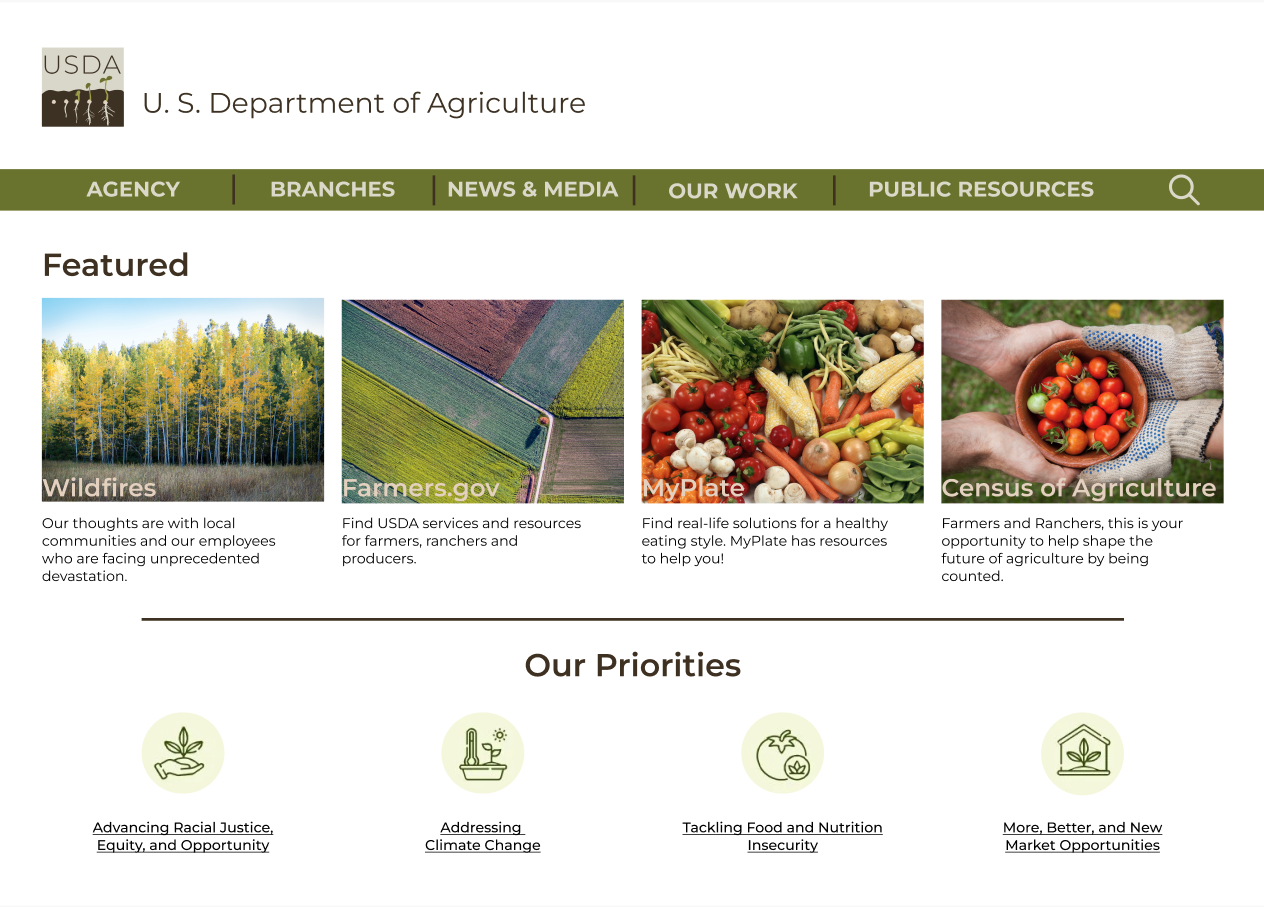 USDA
U. S. Department of Agriculture
AGENCY
BRANCHES
NEWS & MEDIA
OUR WORK
PUBLIC RESOURCES
Featured
Wildfires
Farmers.gov
MyPlate
Census of Agriculture
Our thoughts are with local
communities and our employees
who are facing unprecedented
devastation.
Find USDA services and resources
for farmers, ranchers and
producers.
Find real-life solutions for a healthy
eating style. MyPlate has resources
to help you!
Farmers and Ranchers, this is your
opportunity to help shape the
future of agriculture by being
counted.
Our Priorities
Advancing Racial Justice,
Equity, and Opportunity
Addressing
Climate Change
Tackling Food and Nutrition
Insecurity
More, Better, and New
Market Opportunities